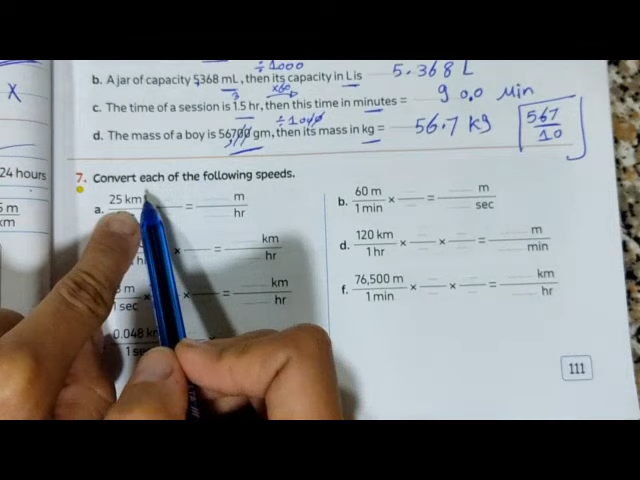 ÷1000
b. A jar of capacity 5368 mL, then its capacity in L is 5.368 L
×60
c. The time of a session is 1.5 hr, then this time in minutes = 90.0 Min
÷1000
d. The mass of a boy is 56700 gm, then its mass in kg = 56.7 kg
567
10
X
24 hours
m
km
7. Convert each of the following speeds.
a. 25 km = m
hr
b. 60 m × = m
1 min sec
× = km
hr
d. 120 km × × = m
1 hr min
m × × = km
1 sec hr
f. 76,500 m × × = km
1 min hr
0.048
1
111